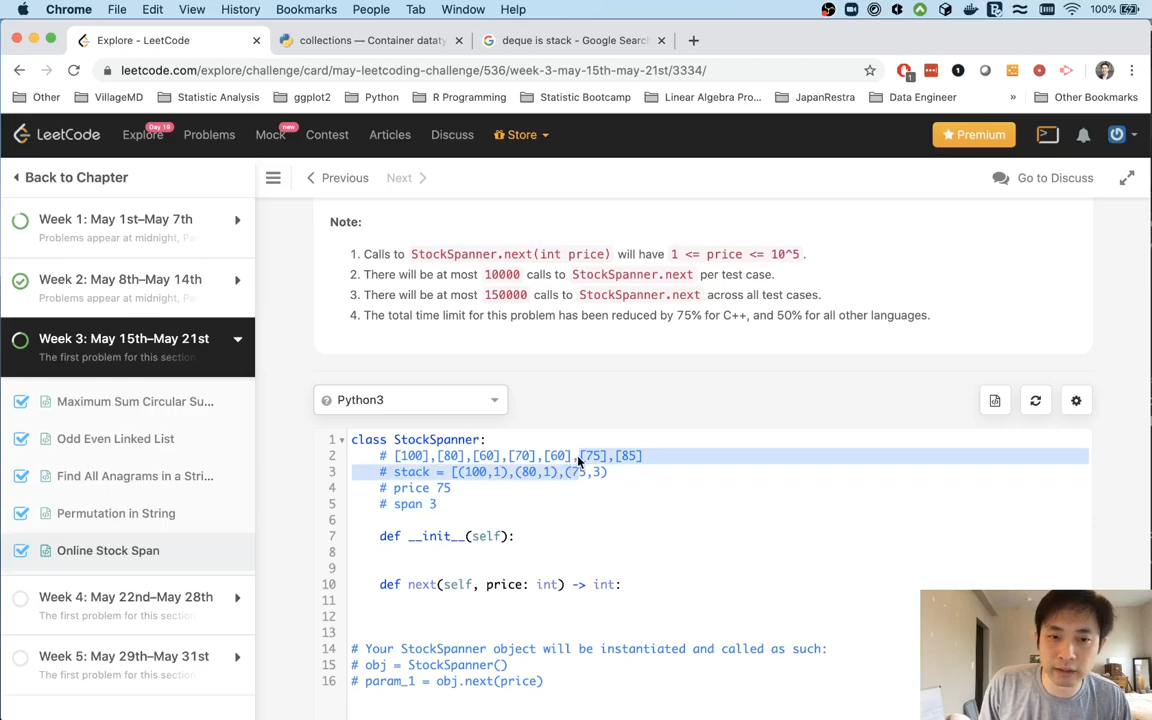 Chrome File Edit View History Bookmarks People Tab Window Help 100%
Explore - LeetCode collections — Container dataty deque is stack - Google Search
leetcode.com/explore/challenge/card/may-leetcoding-challenge/536/week-3-may-15th-may-21st/3334/
Other VillageMD Statistic Analysis ggplot2 Python R Programming Statistic Bootcamp Linear Algebra Pro... JapanRestra Data Engineer » Other Bookmarks
LeetCode Explore Day 19 Problems Mock new Contest Articles Discuss Store Premium
Back to Chapter
Previous Next Go to Discuss
Week 1: May 1st–May 7th
Problems appear at midnight, Pa
Week 2: May 8th–May 14th
Problems appear at midnight, Pa
Week 3: May 15th–May 21st
The first problem for this section
Maximum Sum Circular Su...
Odd Even Linked List
Find All Anagrams in a Stri...
Permutation in String
Online Stock Span
Week 4: May 22nd–May 28th
The first problem for this section
Week 5: May 29th–May 31st
The first problem for this section
Note:
1. Calls to StockSpanner.next(int price) will have 1 <= price <= 10^5.
2. There will be at most 10000 calls to StockSpanner.next per test case.
3. There will be at most 150000 calls to StockSpanner.next across all test cases.
4. The total time limit for this problem has been reduced by 75% for C++, and 50% for all other languages.
Python3
1 class StockSpanner:
2 # [100],[80],[60],[70],[60],[75],[85]
3 # stack = [(100,1),(80,1),(75,3)
4 # price 75
5 # span 3
6
7 def __init__(self):
8
9
10 def next(self, price: int) -> int:
11
12
13
14 # Your StockSpanner object will be instantiated and called as such:
15 # obj = StockSpanner()
16 # param_1 = obj.next(price)